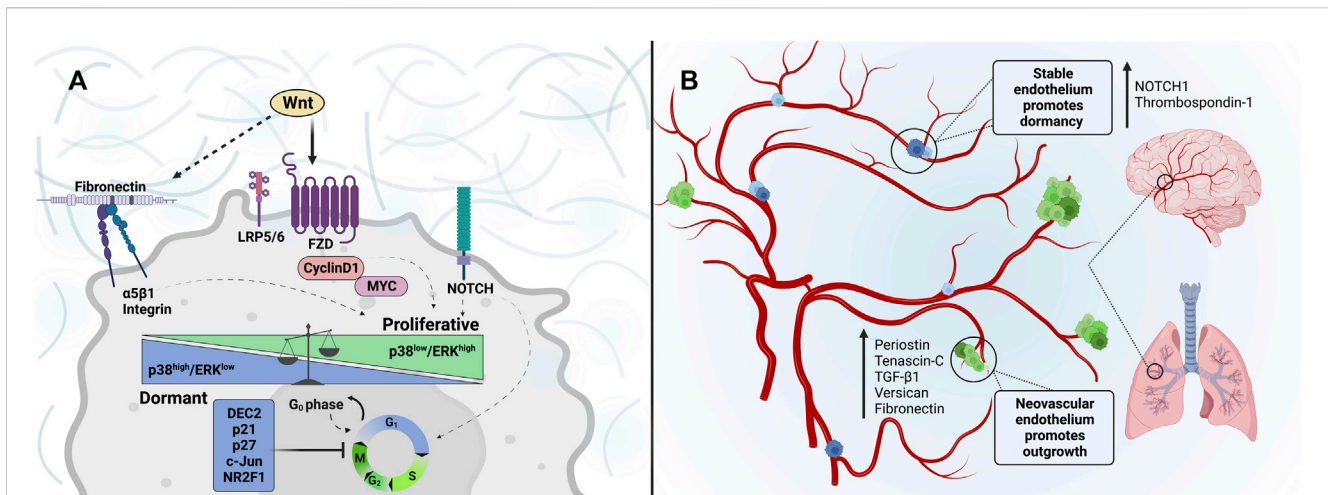 A
Wnt
Fibronectin
LRP5/6
FZD
CyclinD1
MYC
NOTCH
α5β1
Integrin
Proliferative
p38low/ERKhigh
p38high/ERKlow
Dormant
G0 phase
DEC2
p21
p27
c-Jun
NR2F1
G1
M
G2
S
B
Stable
endothelium
promotes
dormancy
NOTCH1
Thrombospondin-1
Periostin
Tenascin-C
TGF-β1
Versican
Fibronectin
Neovascular
endothelium
promotes
outgrowth